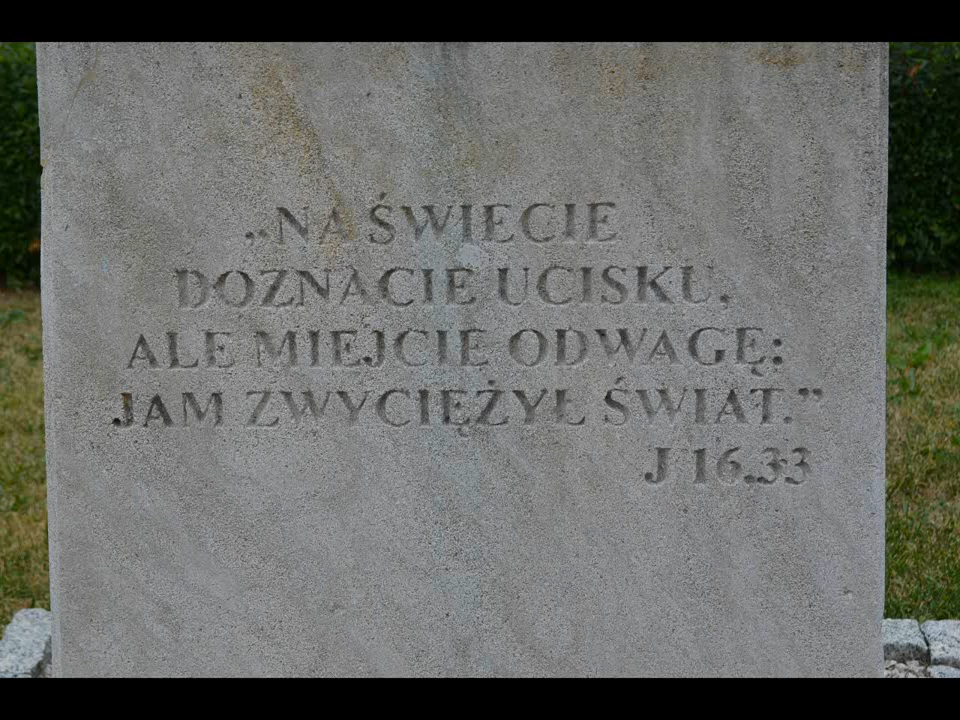 „NA ŚWIECIE
DOZNACIE UCISKU,
ALE MIEJCIE ODWAGĘ:
JAM ZWYCIĘŻYŁ ŚWIAT.”
J 16.33